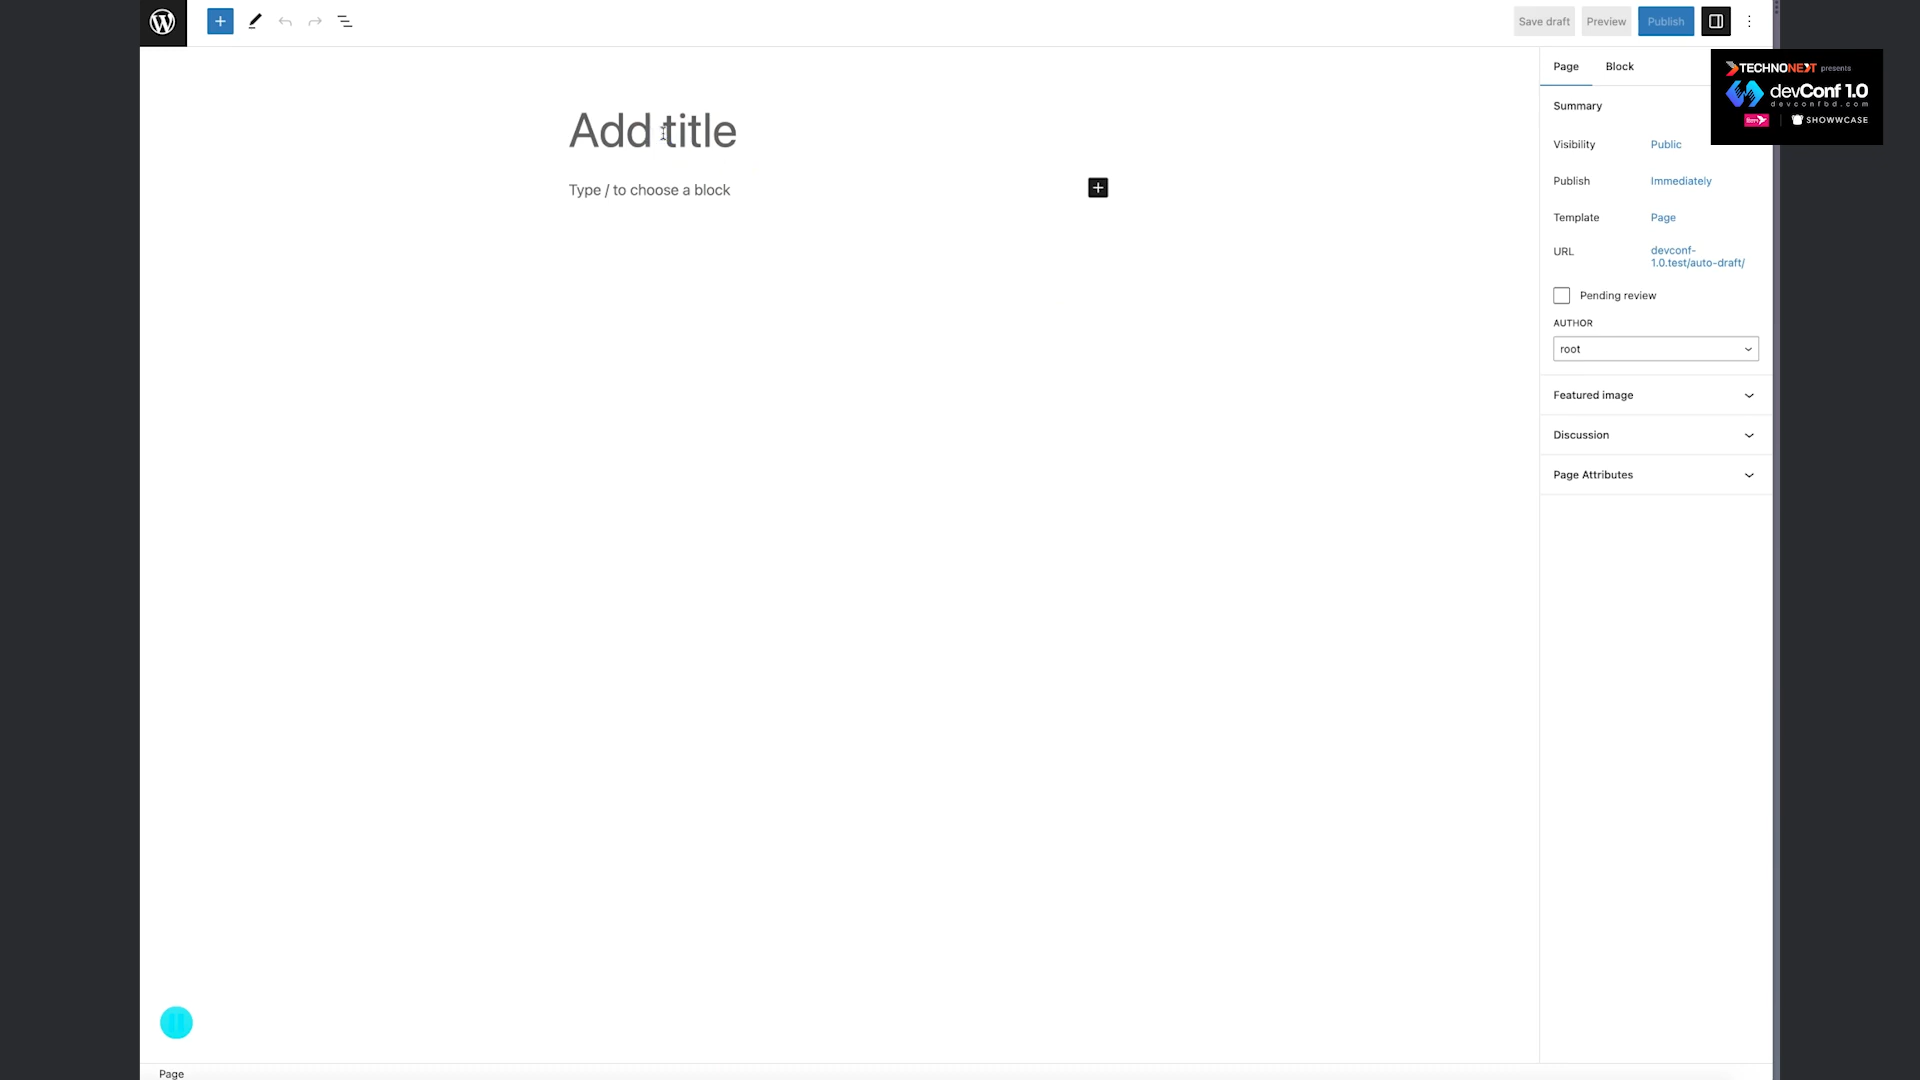 Save draft
Preview
Publish
Page
Block
TECHNONEXT presents
devConf 1.0
devconfbd.com
SHOWWCASE
Add title
Type / to choose a block
Summary
Visibility
Public
Publish
Immediately
Template
Page
URL
devconf-
1.0.test/auto-draft/
Pending review
AUTHOR
root
Featured image
Discussion
Page Attributes
Page